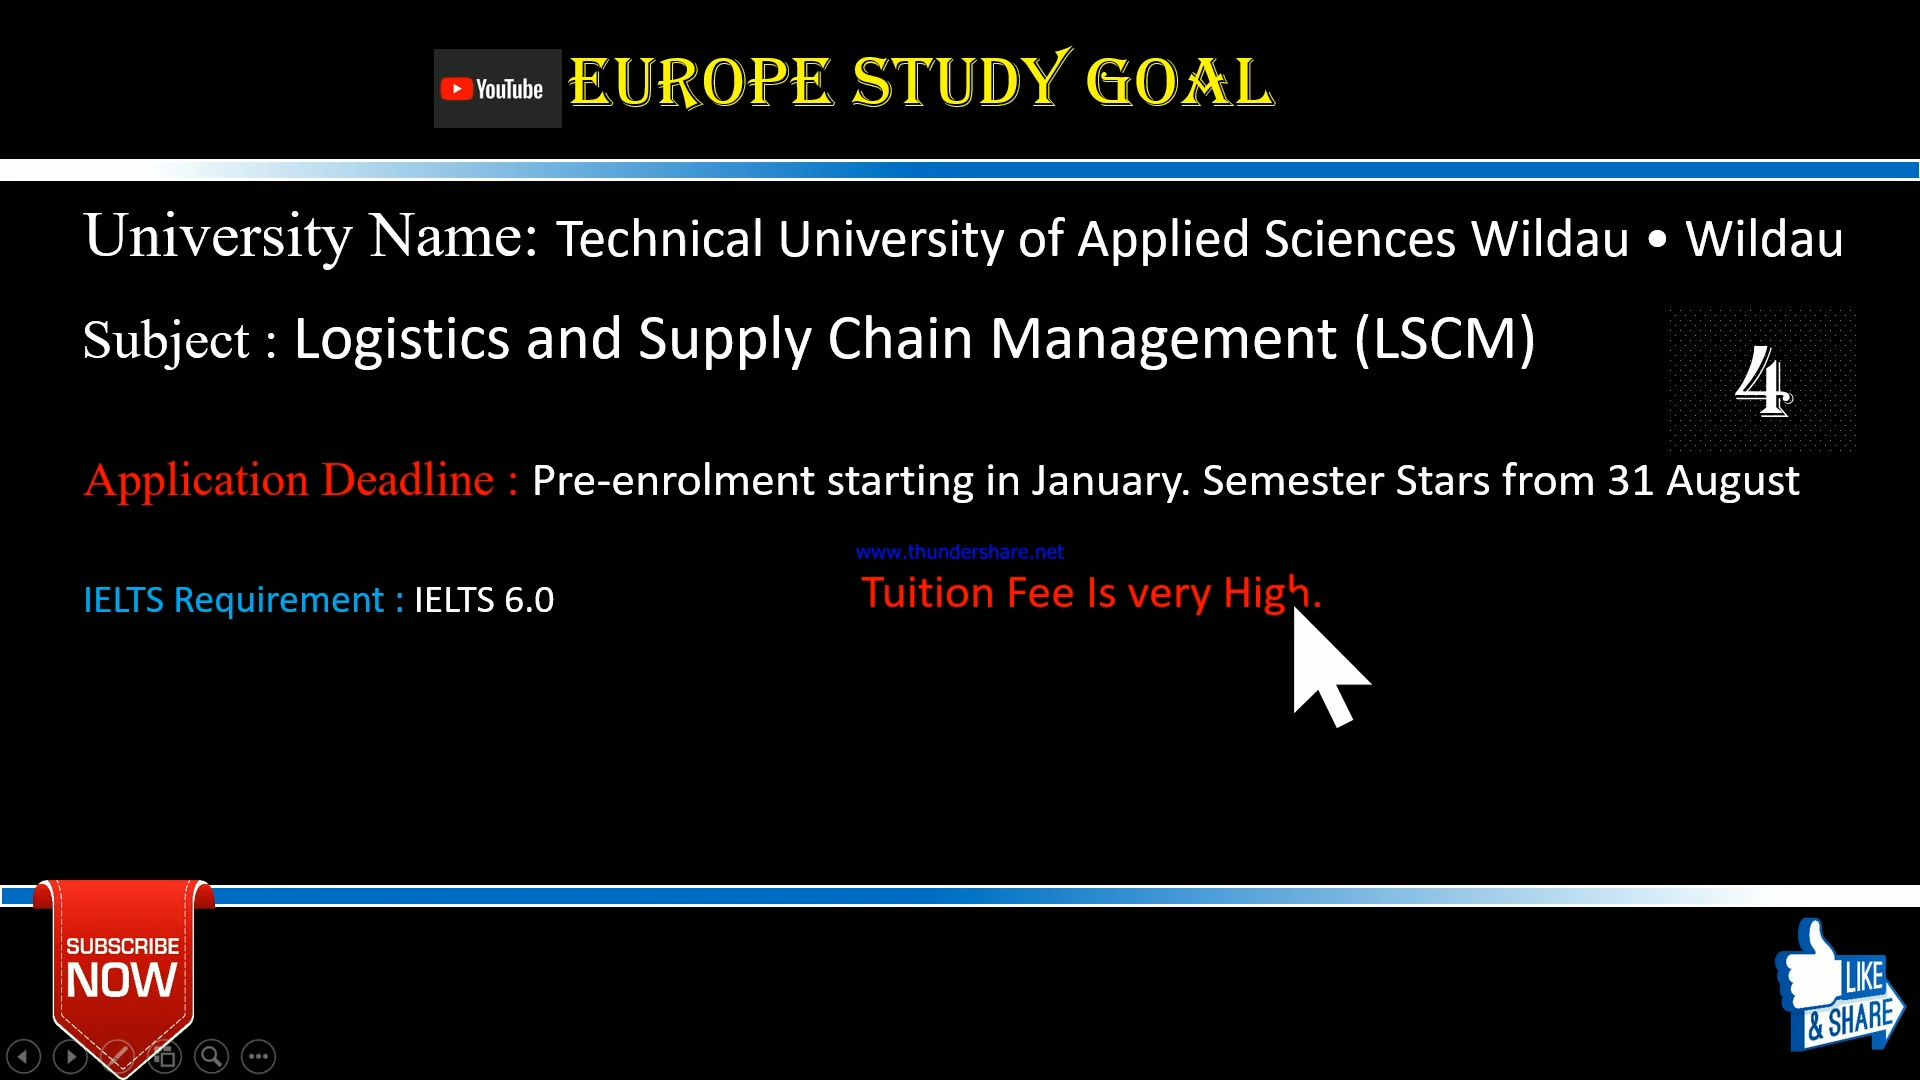 YouTube EUROPE STUDY GOAL
University Name: Technical University of Applied Sciences Wildau • Wildau
Subject : Logistics and Supply Chain Management (LSCM)
4
Application Deadline : Pre-enrolment starting in January. Semester Stars from 31 August
www.thundershare.net
IELTS Requirement : IELTS 6.0
Tuition Fee Is very High.
SUBSCRIBE
NOW
LIKE
& SHARE